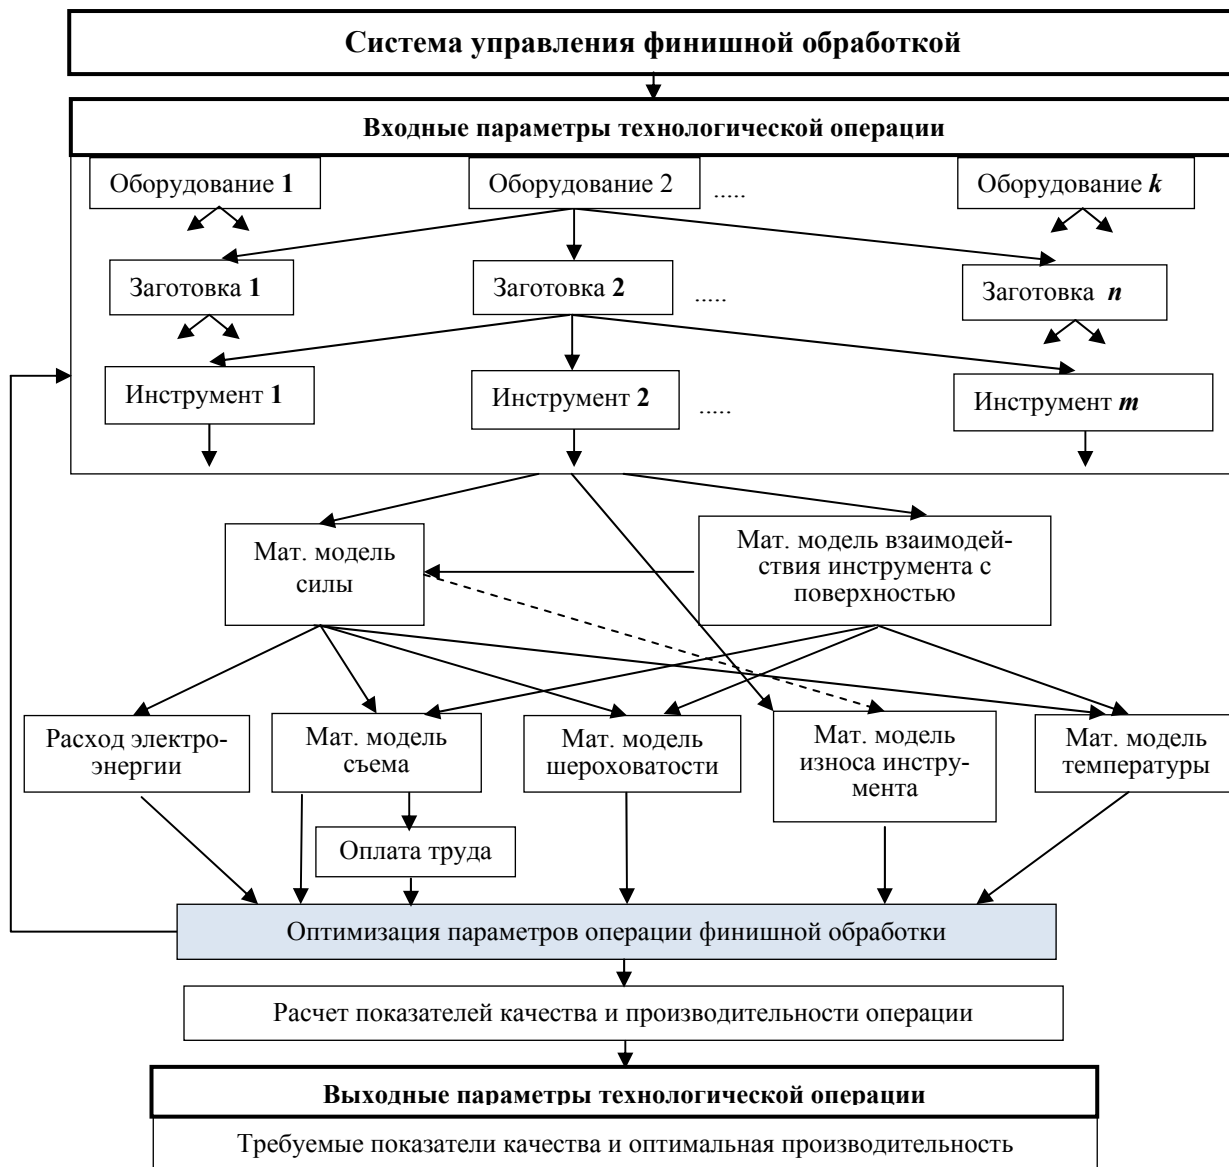 Система управления финишной обработкой
Входные параметры технологической операции
Оборудование 1
Оборудование 2
.....
Оборудование k
Заготовка 1
Заготовка 2
.....
Заготовка n
Инструмент 1
Инструмент 2
.....
Инструмент m
Мат. модель
силы
Мат. модель взаимодей-
ствия инструмента с
поверхностью
Расход электро-
энергии
Мат. модель
съема
Мат. модель
шероховатости
Мат. модель
износа инстру-
мента
Мат. модель
температуры
Оплата труда
Оптимизация параметров операции финишной обработки
Расчет показателей качества и производительности операции
Выходные параметры технологической операции
Требуемые показатели качества и оптимальная производительность